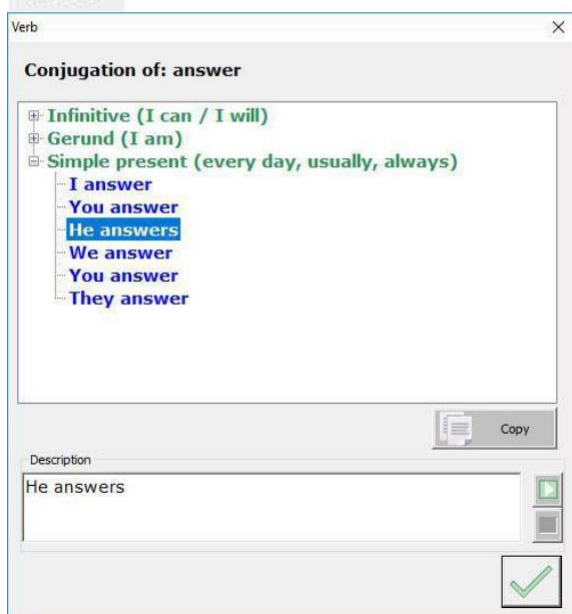 Verb
Conjugation of: answer
Infinitive (I can / I will)
Gerund (I am)
Simple present (every day, usually, always)
I answer
You answer
He answers
We answer
You answer
They answer
Copy
Description
He answers